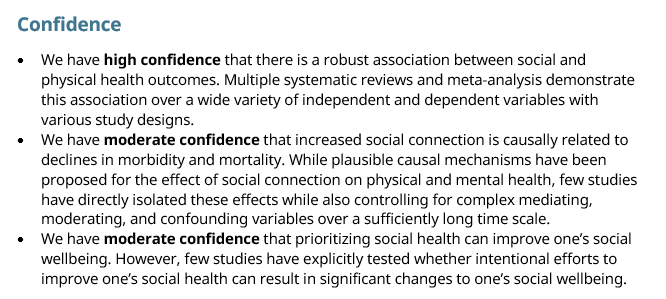 Confidence
• We have high confidence that there is a robust association between social and
physical health outcomes. Multiple systematic reviews and meta-analysis demonstrate
this association over a wide variety of independent and dependent variables with
various study designs.
• We have moderate confidence that increased social connection is causally related to
declines in morbidity and mortality. While plausible causal mechanisms have been
proposed for the effect of social connection on physical and mental health, few studies
have directly isolated these effects while also controlling for complex mediating,
moderating, and confounding variables over a sufficiently long time scale.
• We have moderate confidence that prioritizing social health can improve one’s social
wellbeing. However, few studies have explicitly tested whether intentional efforts to
improve one’s social health can result in significant changes to one’s social wellbeing.